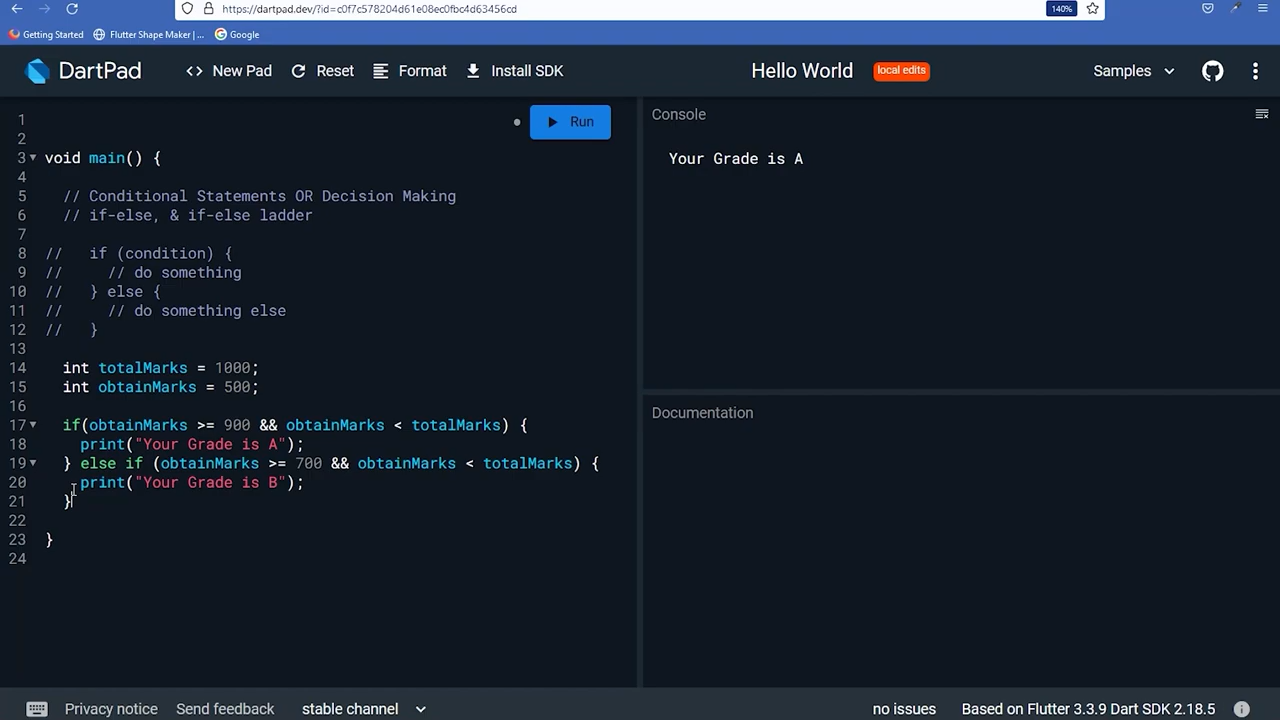 https://dartpad.dev/?id=c0f7c578204d61e08ec0fbc4d63456cd
140%
Getting Started
Flutter Shape Maker | ...
Google
DartPad
<> New Pad
Reset
Format
Install SDK
Hello World
local edits
Samples
Run
Console
Your Grade is A
Documentation
1
2
3 void main() {
4
5 // Conditional Statements OR Decision Making
6 // if-else, & if-else ladder
7
8 // if (condition) {
9 // // do something
10 // } else {
11 // // do something else
12 // }
13
14 int totalMarks = 1000;
15 int obtainMarks = 500;
16
17 if(obtainMarks >= 900 && obtainMarks < totalMarks) {
18 print("Your Grade is A");
19 } else if (obtainMarks >= 700 && obtainMarks < totalMarks) {
20 print("Your Grade is B");
21 }
22
23 }
24
Privacy notice
Send feedback
stable channel
no issues
Based on Flutter 3.3.9 Dart SDK 2.18.5